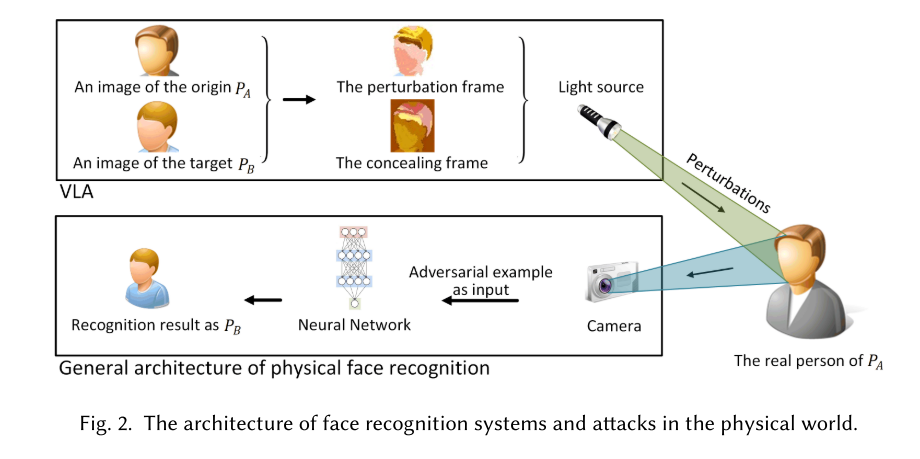 An image of the origin P_A
The perturbation frame
Light source
An image of the target P_B
The concealing frame
VLA
Perturbations
Adversarial example
as input
Recognition result as P_B
Neural Network
Camera
The real person of P_A
General architecture of physical face recognition
Fig. 2. The architecture of face recognition systems and attacks in the physical world.